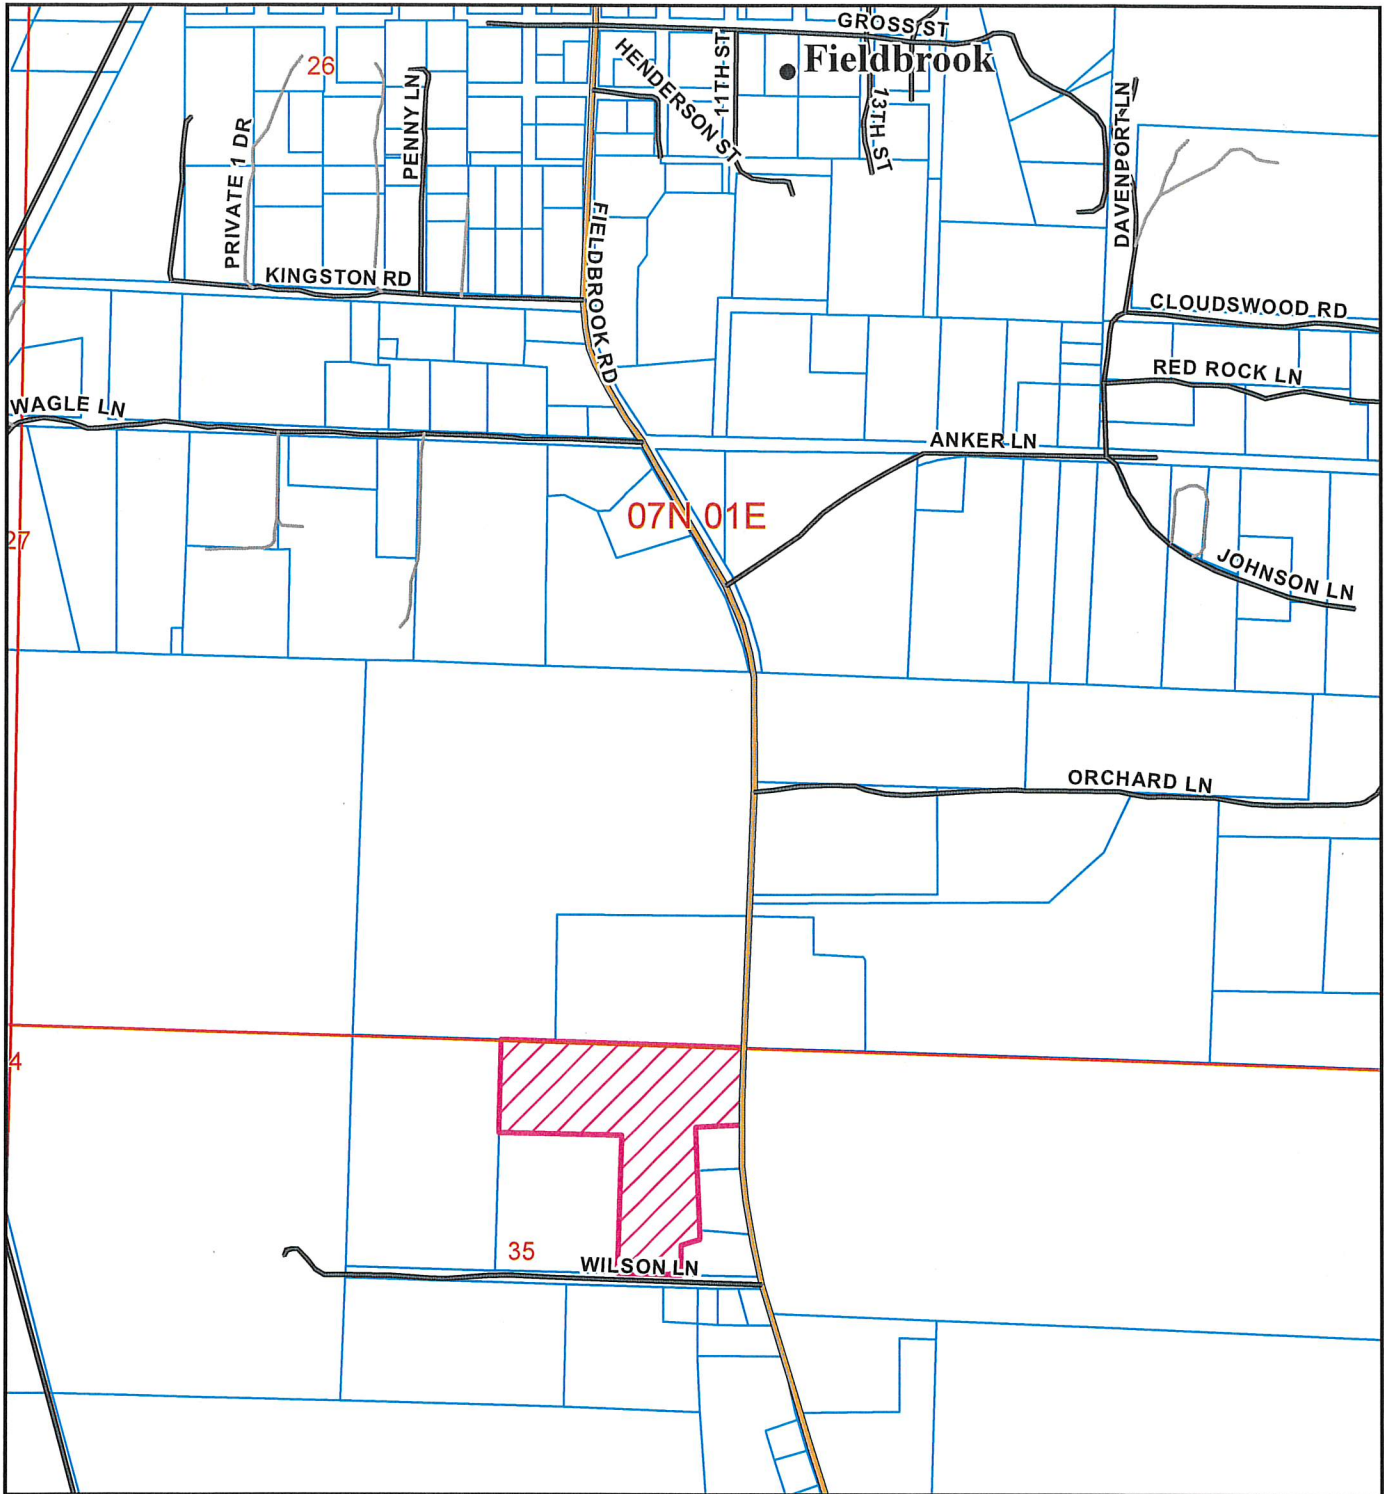 GROSS ST
Fieldbrook
HENDERSON ST
11TH ST
13TH ST
26
PENNY LN
PRIVATE 1 DR
DAVENPORT LN
KINGSTON RD
FIELDBROOK RD
CLOUDSWOOD RD
RED ROCK LN
WAGLE LN
ANKER LN
07N 01E
27
JOHNSON LN
ORCHARD LN
4
35
WILSON LN